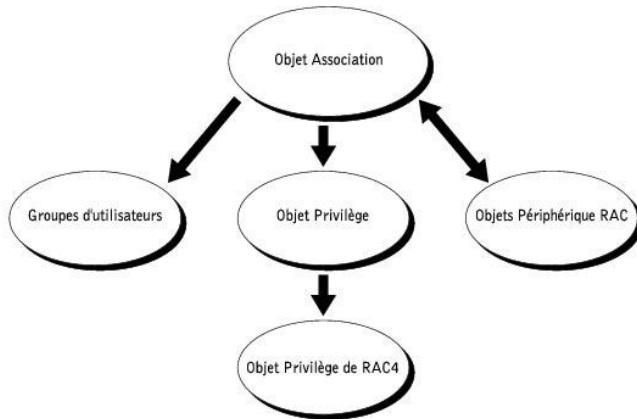 Objet Association
Groupes d'utilisateurs
Objet Privilège
Objets Périphérique RAC
Objet Privilège de RAC4